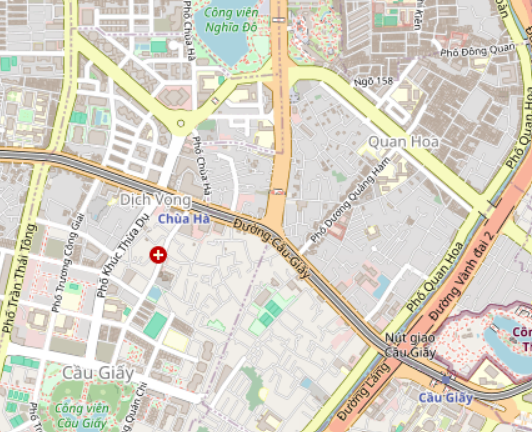 Công viên
Nghĩa Đô
Phố Chùa Hà
Phố Đông Quan
Ngõ 158
Quan Hoa
Phố Quan Hoa
Phố Chùa Hà
Phố Dương Quảng Hàm
Dịch Vọng
Chùa Hà
Đường Cầu Giấy
Phố Trần Thái Tông
Phố Trương Công Giai
Phố Khúc Thừa Dụ
Phố Quan Hoa
Đường Vành đai 2
Nút giao
Cầu Giấy
Cầu Giấy
Công viên
Cầu Giấy
Đường Láng
Cầu Giấy